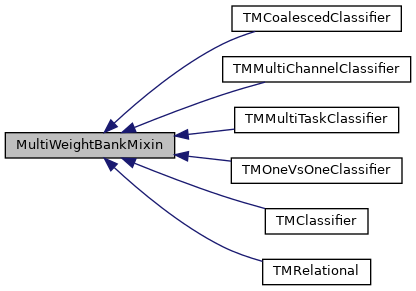 TMCoalescedClassifier
TMMultiChannelClassifier
TMMultiTaskClassifier
MultiWeightBankMixin
TMOneVsOneClassifier
TMClassifier
TMRelational